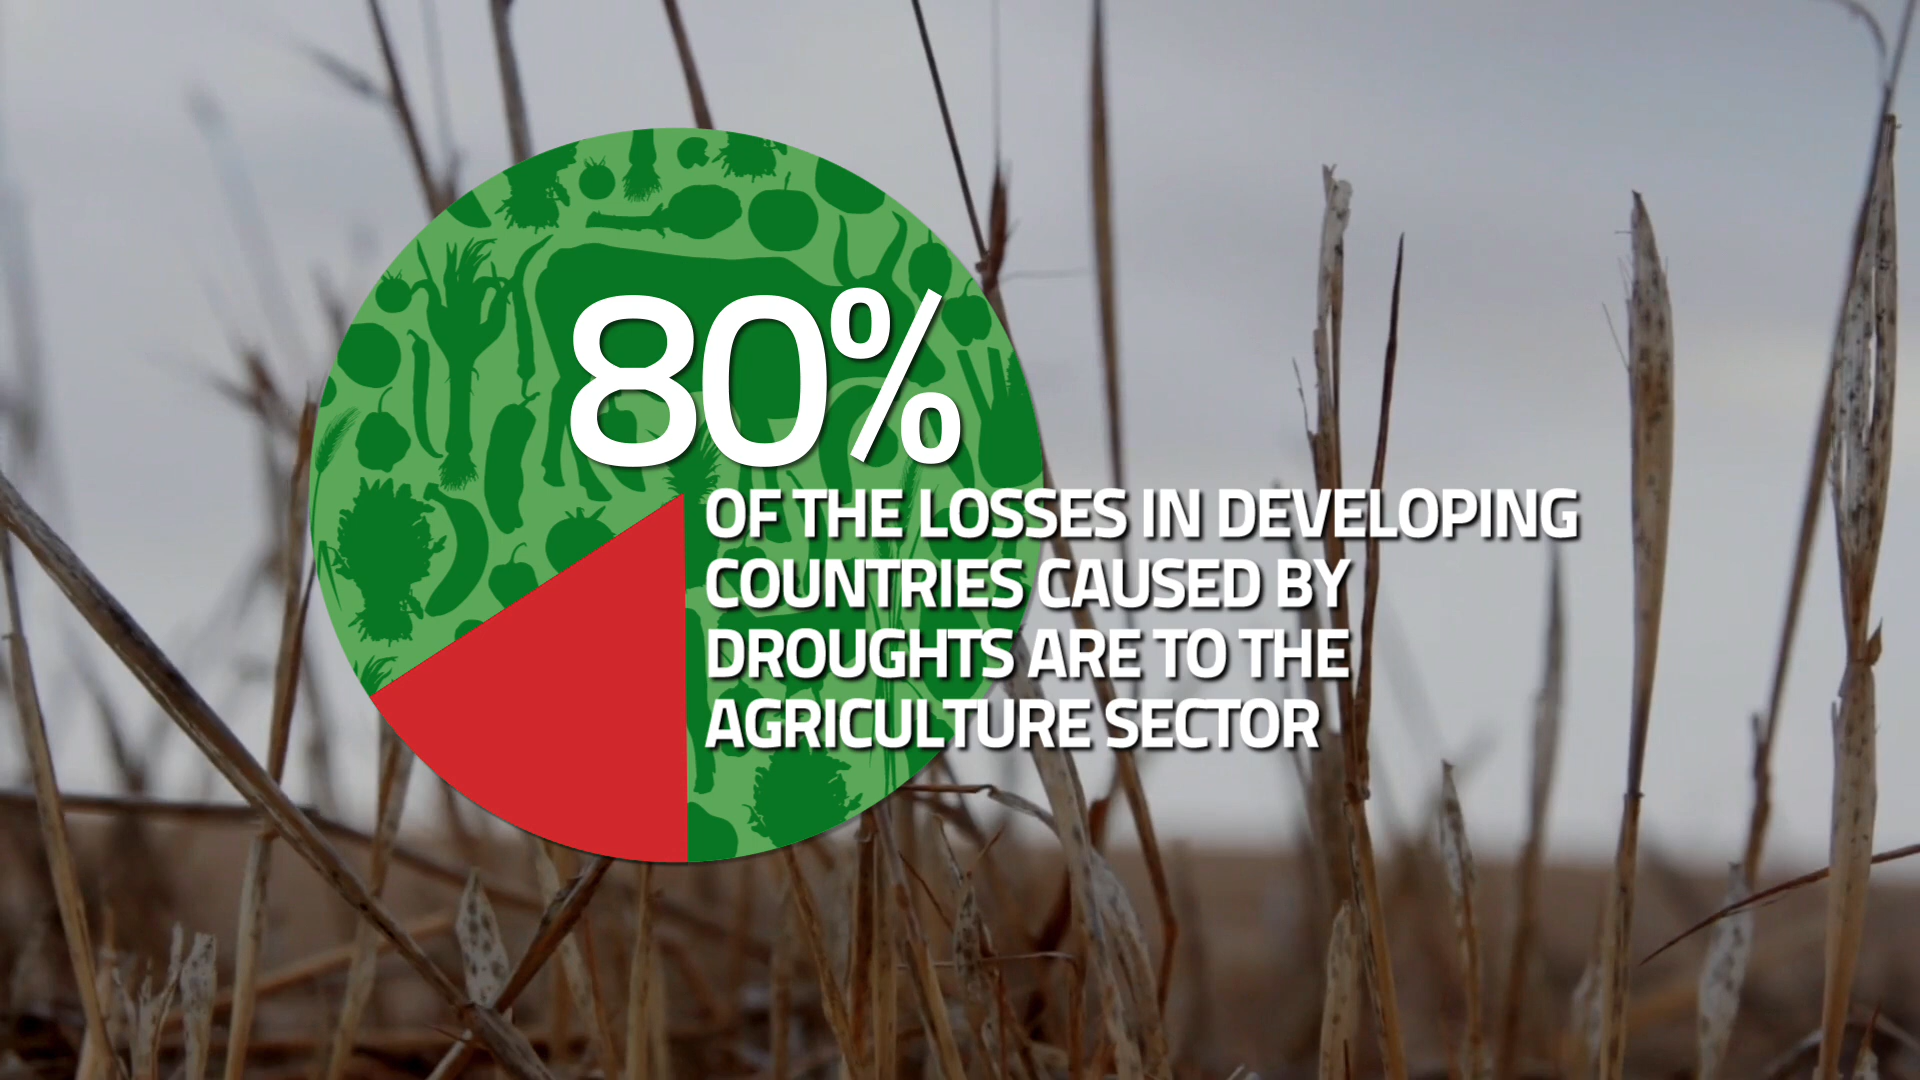 80%
OF THE LOSSES IN DEVELOPING
COUNTRIES CAUSED BY
DROUGHTS ARE TO THE
AGRICULTURE SECTOR